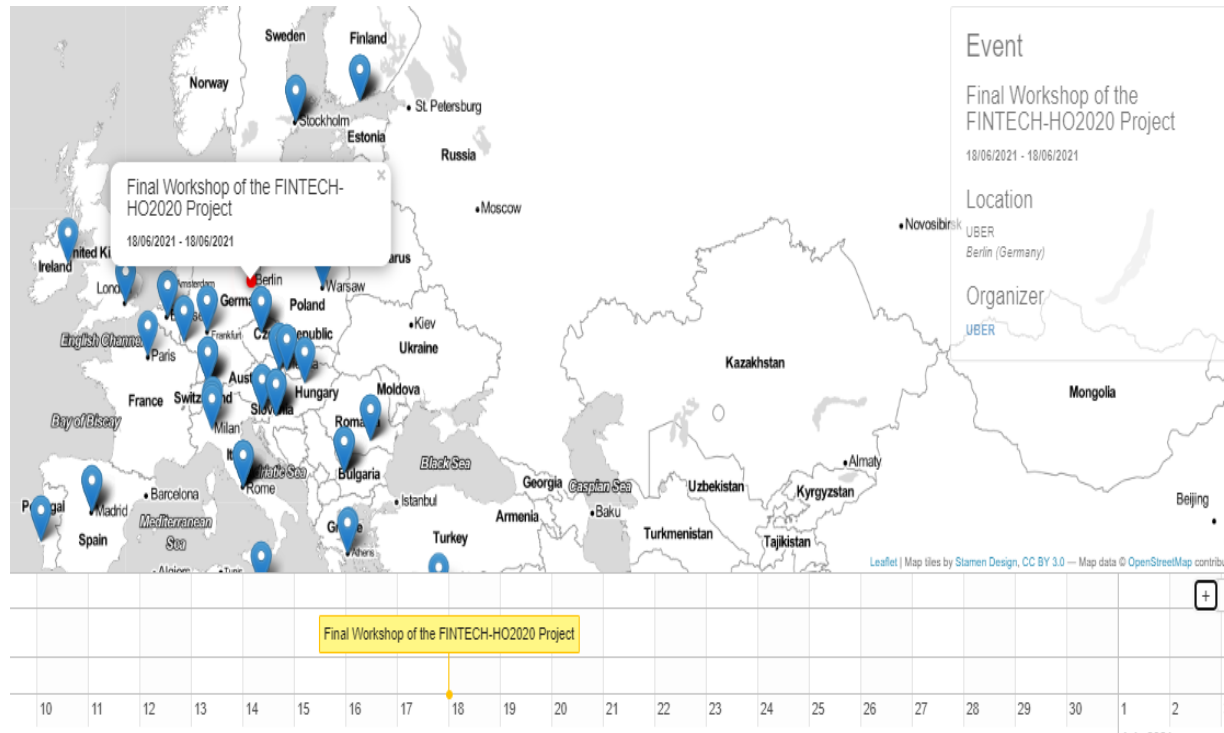 Sweden
Finland
Norway
St. Petersburg
Stockholm
Estonia
Russia
Event
Final Workshop of the
FINTECH-HO2020 Project
18/06/2021 - 18/06/2021
Location
UBER
Berlin (Germany)
Organizer
UBER
Final Workshop of the FINTECH-
HO2020 Project
×
18/06/2021 - 18/06/2021
Moscow
Novosibirsk
Ireland
Berlin
Warsaw
Amsterdam
Poland
Frankfurt
English Channel
Paris
Kiev
Ukraine
Kazakhstan
Mongolia
France
Hungary
Moldova
Bay of Biscay
Milan
Bulgaria
Black Sea
Rome
Barcelona
Madrid
Spain
Mediterranean
Sea
Istanbul
Georgia
Caspian Sea
Armenia
Baku
Turkey
Athens
Almaty
Uzbekistan
Kyrgyzstan
Turkmenistan
Tajikistan
Beijing
Leaflet | Map tiles by Stamen Design, CC BY 3.0 — Map data © OpenStreetMap contribu
+
Final Workshop of the FINTECH-HO2020 Project
10 11 12 13 14 15 16 17 18 19 20 21 22 23 24 25 26 27 28 29 30 1 2